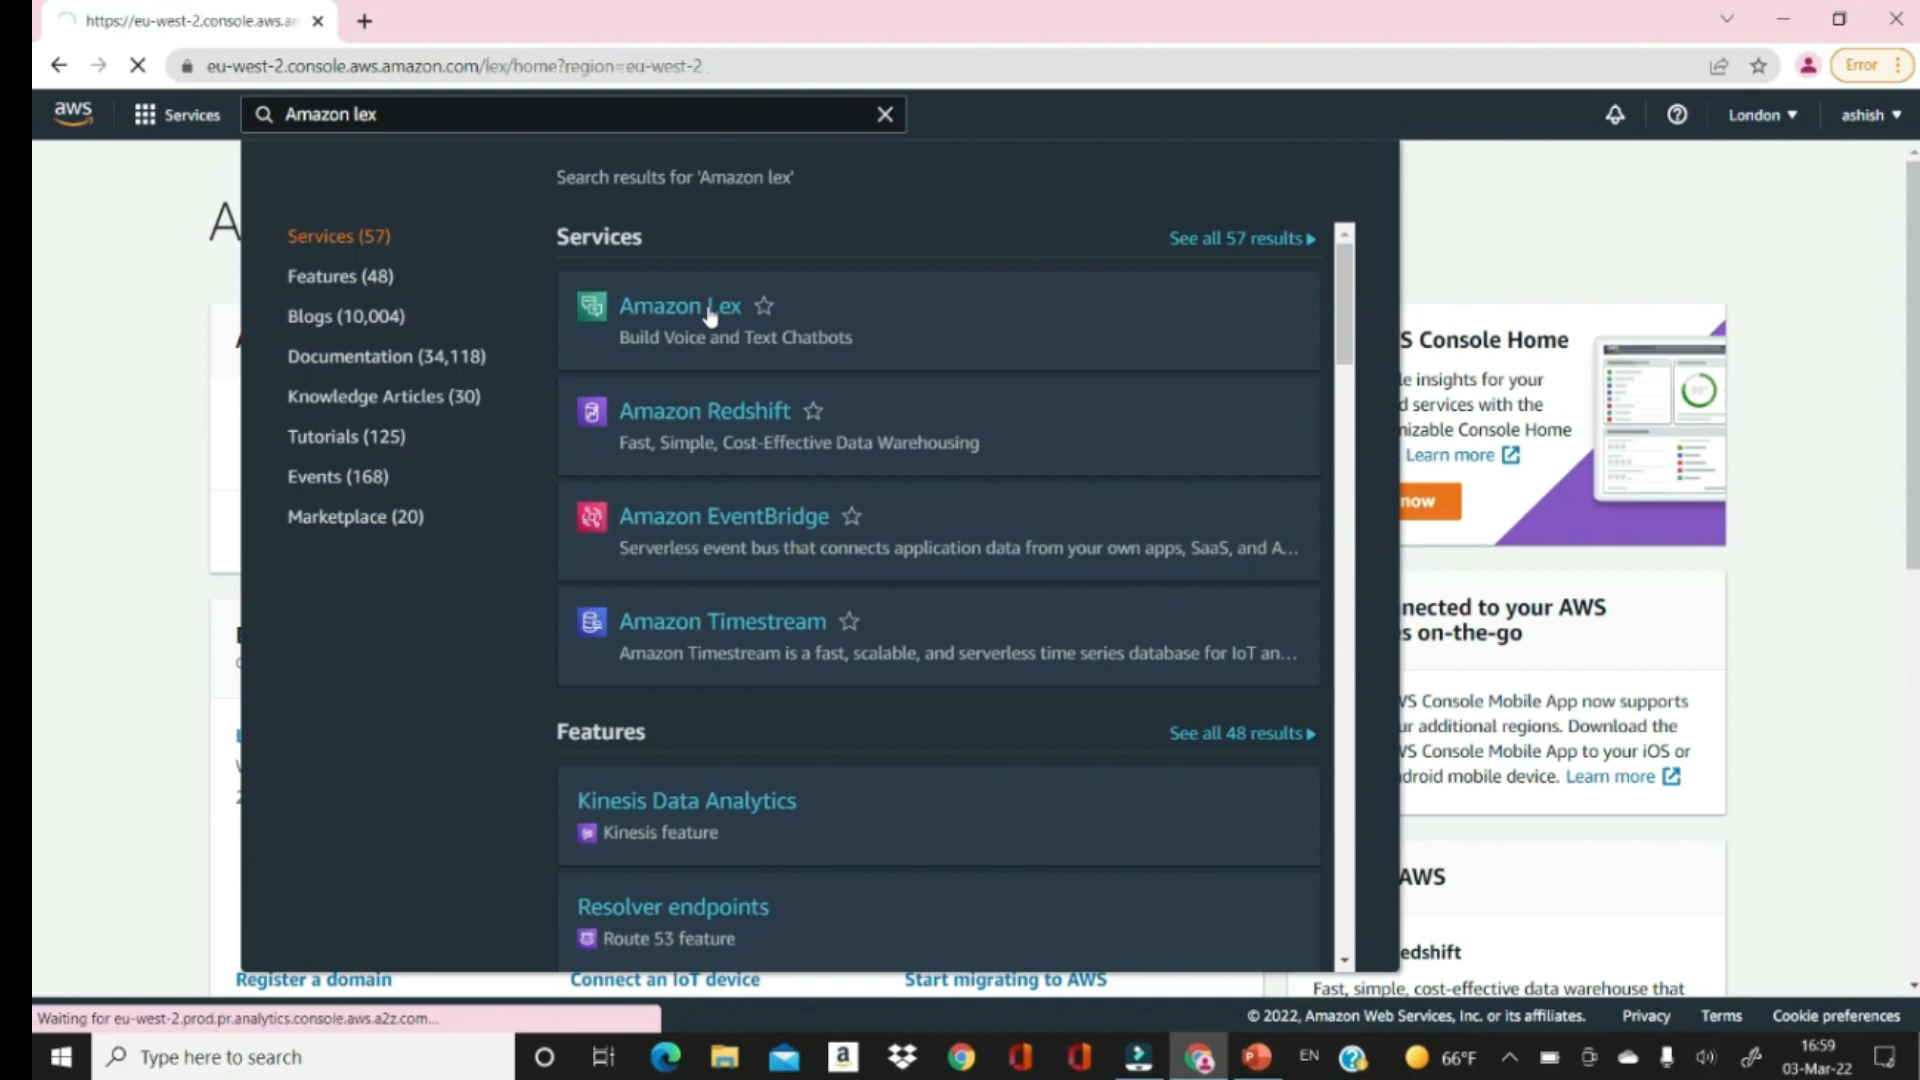 https://eu-west-2.console.aws.am
eu-west-2.console.aws.amazon.com/lex/home?region=eu-west-2
Error
aws
Services
Amazon lex
London
ashish
Search results for 'Amazon lex'
Services (57)
Features (48)
Blogs (10,004)
Documentation (34,118)
Knowledge Articles (30)
Tutorials (125)
Events (168)
Marketplace (20)
Services
See all 57 results
Amazon Lex
Build Voice and Text Chatbots
Amazon Redshift
Fast, Simple, Cost-Effective Data Warehousing
Amazon EventBridge
Serverless event bus that connects application data from your own apps, SaaS, and A...
Amazon Timestream
Amazon Timestream is a fast, scalable, and serverless time series database for IoT an...
Features
See all 48 results
Kinesis Data Analytics
Kinesis feature
Resolver endpoints
Route 53 feature
A
S Console Home
le insights for your
d services with the
nizable Console Home
Learn more
now
nected to your AWS
s on-the-go
WS Console Mobile App now supports
ur additional regions. Download the
WS Console Mobile App to your iOS or
droid mobile device. Learn more
AWS
edshift
Fast, simple, cost-effective data warehouse that
Register a domain
Connect an IoT device
Start migrating to AWS
Waiting for eu-west-2.prod.pr.analytics.console.aws.a2z.com...
© 2022, Amazon Web Services, Inc. or its affiliates.
Privacy
Terms
Cookie preferences
Type here to search
EN
66°F
16:59
03-Mar-22